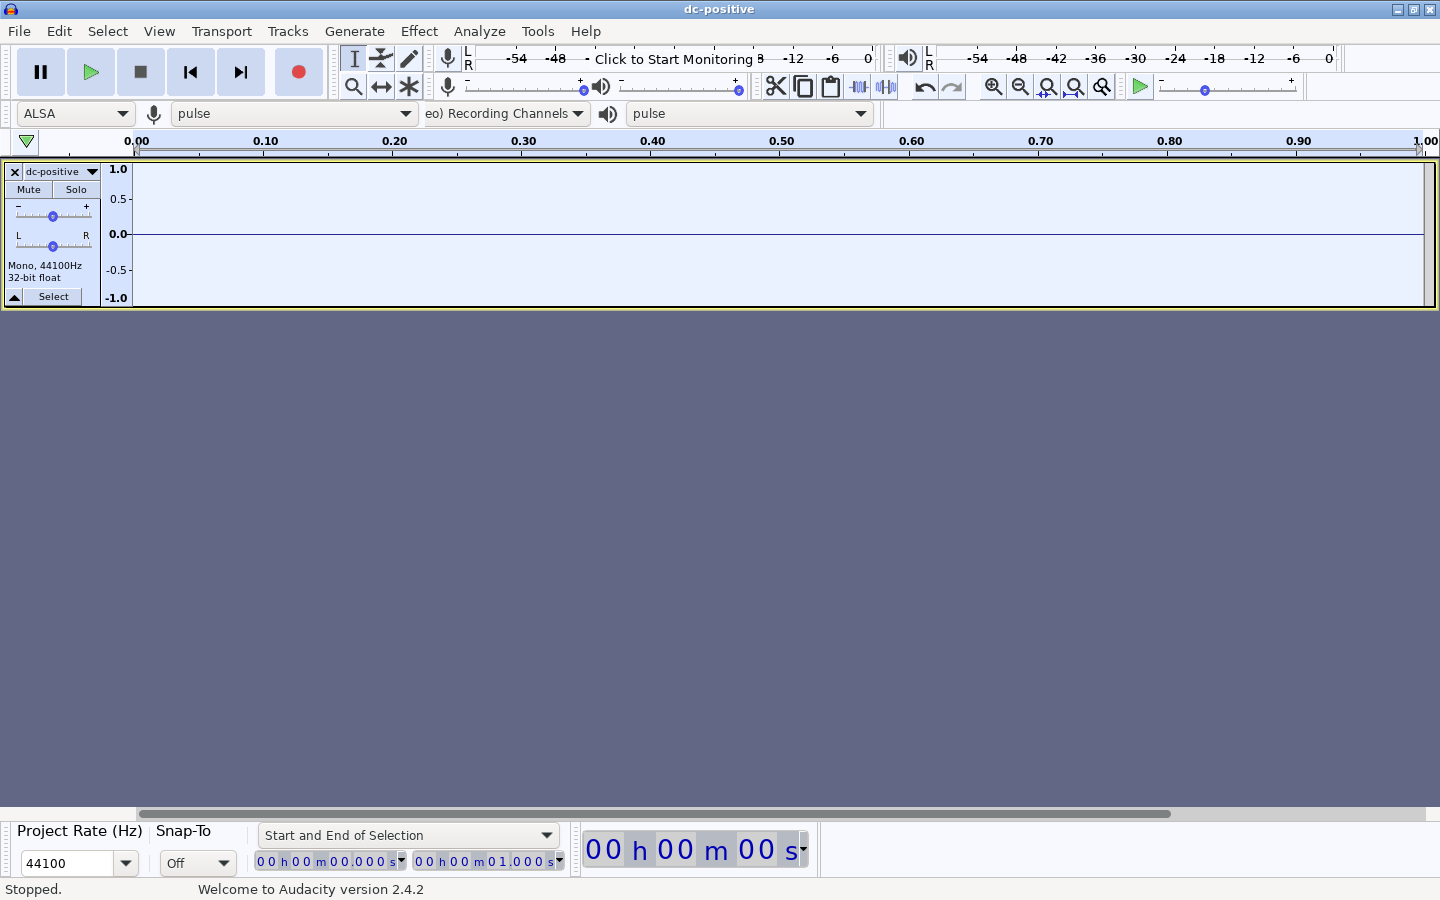 dc-positive
File Edit Select View Transport Tracks Generate Effect Analyze Tools Help
L
R
-54 -48 - Click to Start Monitoring -12 -6 0
L
R
-54 -48 -42 -36 -30 -24 -18 -12 -6 0
- + - + - +
ALSA pulse eo) Recording Channels pulse
0.00 0.10 0.20 0.30 0.40 0.50 0.60 0.70 0.80 0.90 1.00
dc-positive
Mute Solo
- +
L R
Mono, 44100Hz
32-bit float
Select
1.0
0.5
0.0
-0.5
-1.0
Project Rate (Hz) Snap-To Start and End of Selection
44100 Off 00 h 00 m 00.000 s 00 h 00 m 01.000 s 00 h 00 m 00 s
Stopped. Welcome to Audacity version 2.4.2